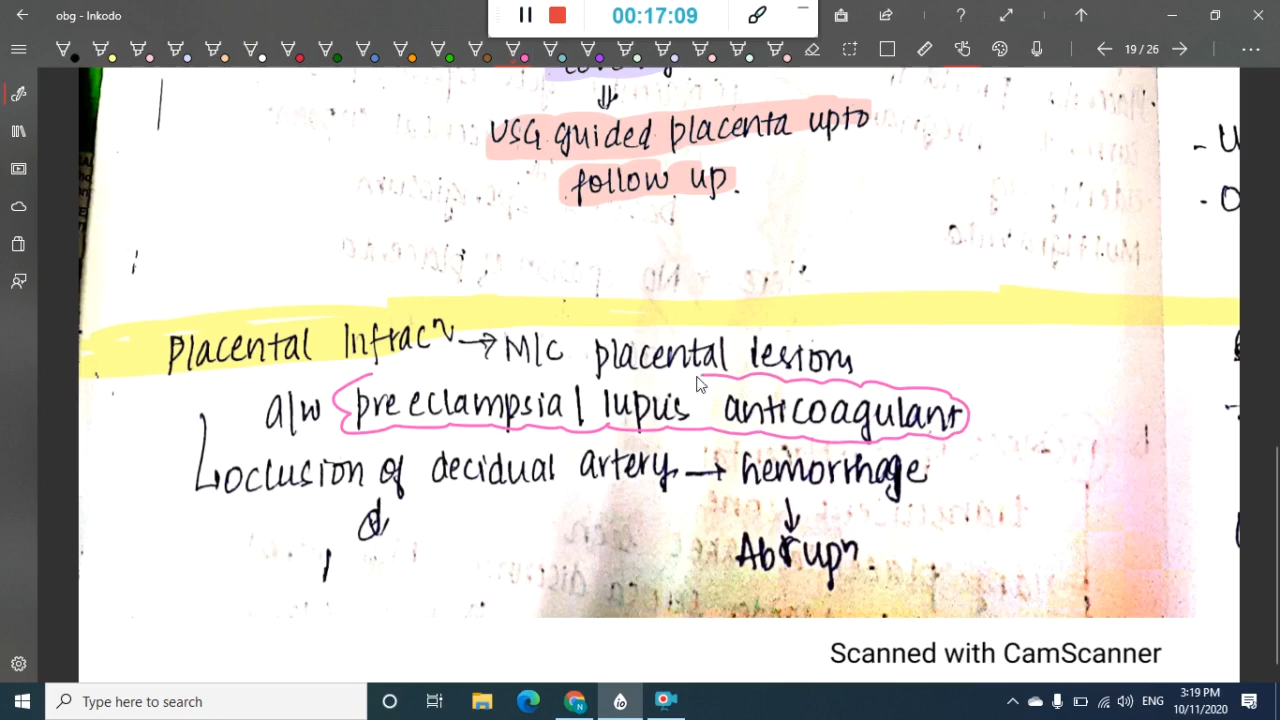 obg - Inkodo
00:17:09
19 / 26
USG guided placenta upto
follow up.
Placental Infracn → M/C placental lesions
a/w preeclampsia / lupus anticoagulant
occlusion of decidual artery → hemorrhage
Abrupn.
Scanned with CamScanner
Type here to search
ENG
3:19 PM
10/11/2020